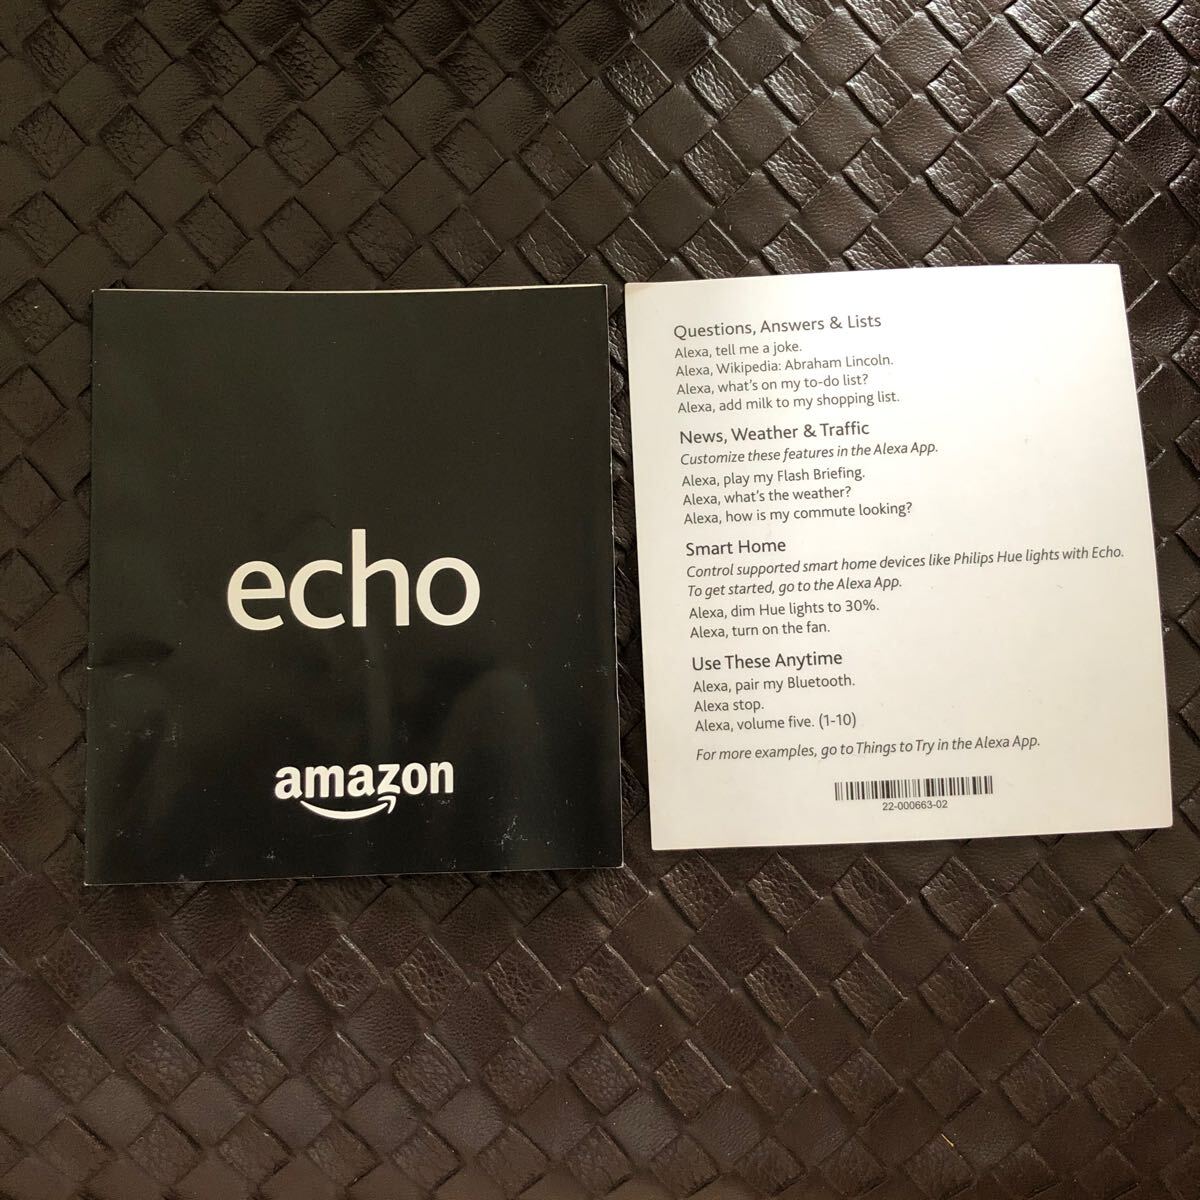 echo
amazon
Questions, Answers & Lists
Alexa, tell me a joke.
Alexa, Wikipedia: Abraham Lincoln.
Alexa, what's on my to-do list?
Alexa, add milk to my shopping list.
News, Weather & Traffic
Customize these features in the Alexa App.
Alexa, play my Flash Briefing.
Alexa, what's the weather?
Alexa, how is my commute looking?
Smart Home
Control supported smart home devices like Philips Hue lights with Echo.
To get started, go to the Alexa App.
Alexa, dim Hue lights to 30%.
Alexa, turn on the fan.
Use These Anytime
Alexa, pair my Bluetooth.
Alexa stop.
Alexa, volume five. (1-10)
For more examples, go to Things to Try in the Alexa App.
22-000663-02